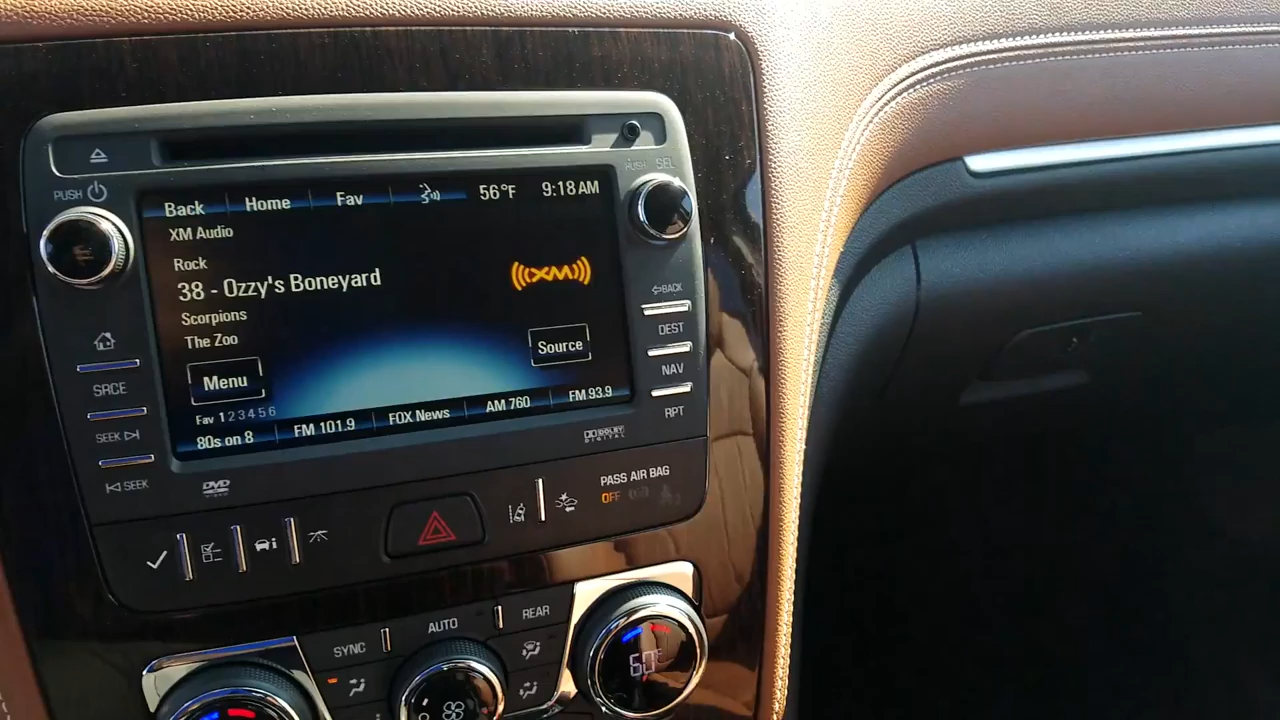 PUSH
PUSH SEL
Back Home Fav 56°F 9:18 AM
XM Audio
Rock
38 - Ozzy's Boneyard
((XM))
Scorpions
The Zoo
Menu
Source
Fav 1 2 3 4 5 6
80s on 8 FM 101.9 FOX News AM 760 FM 93.9
SRCE
SEEK
SEEK
BACK
DEST
NAV
RPT
DVD VIDEO
DOLBY DIGITAL
PASS AIR BAG
OFF
SYNC AUTO REAR
60°F